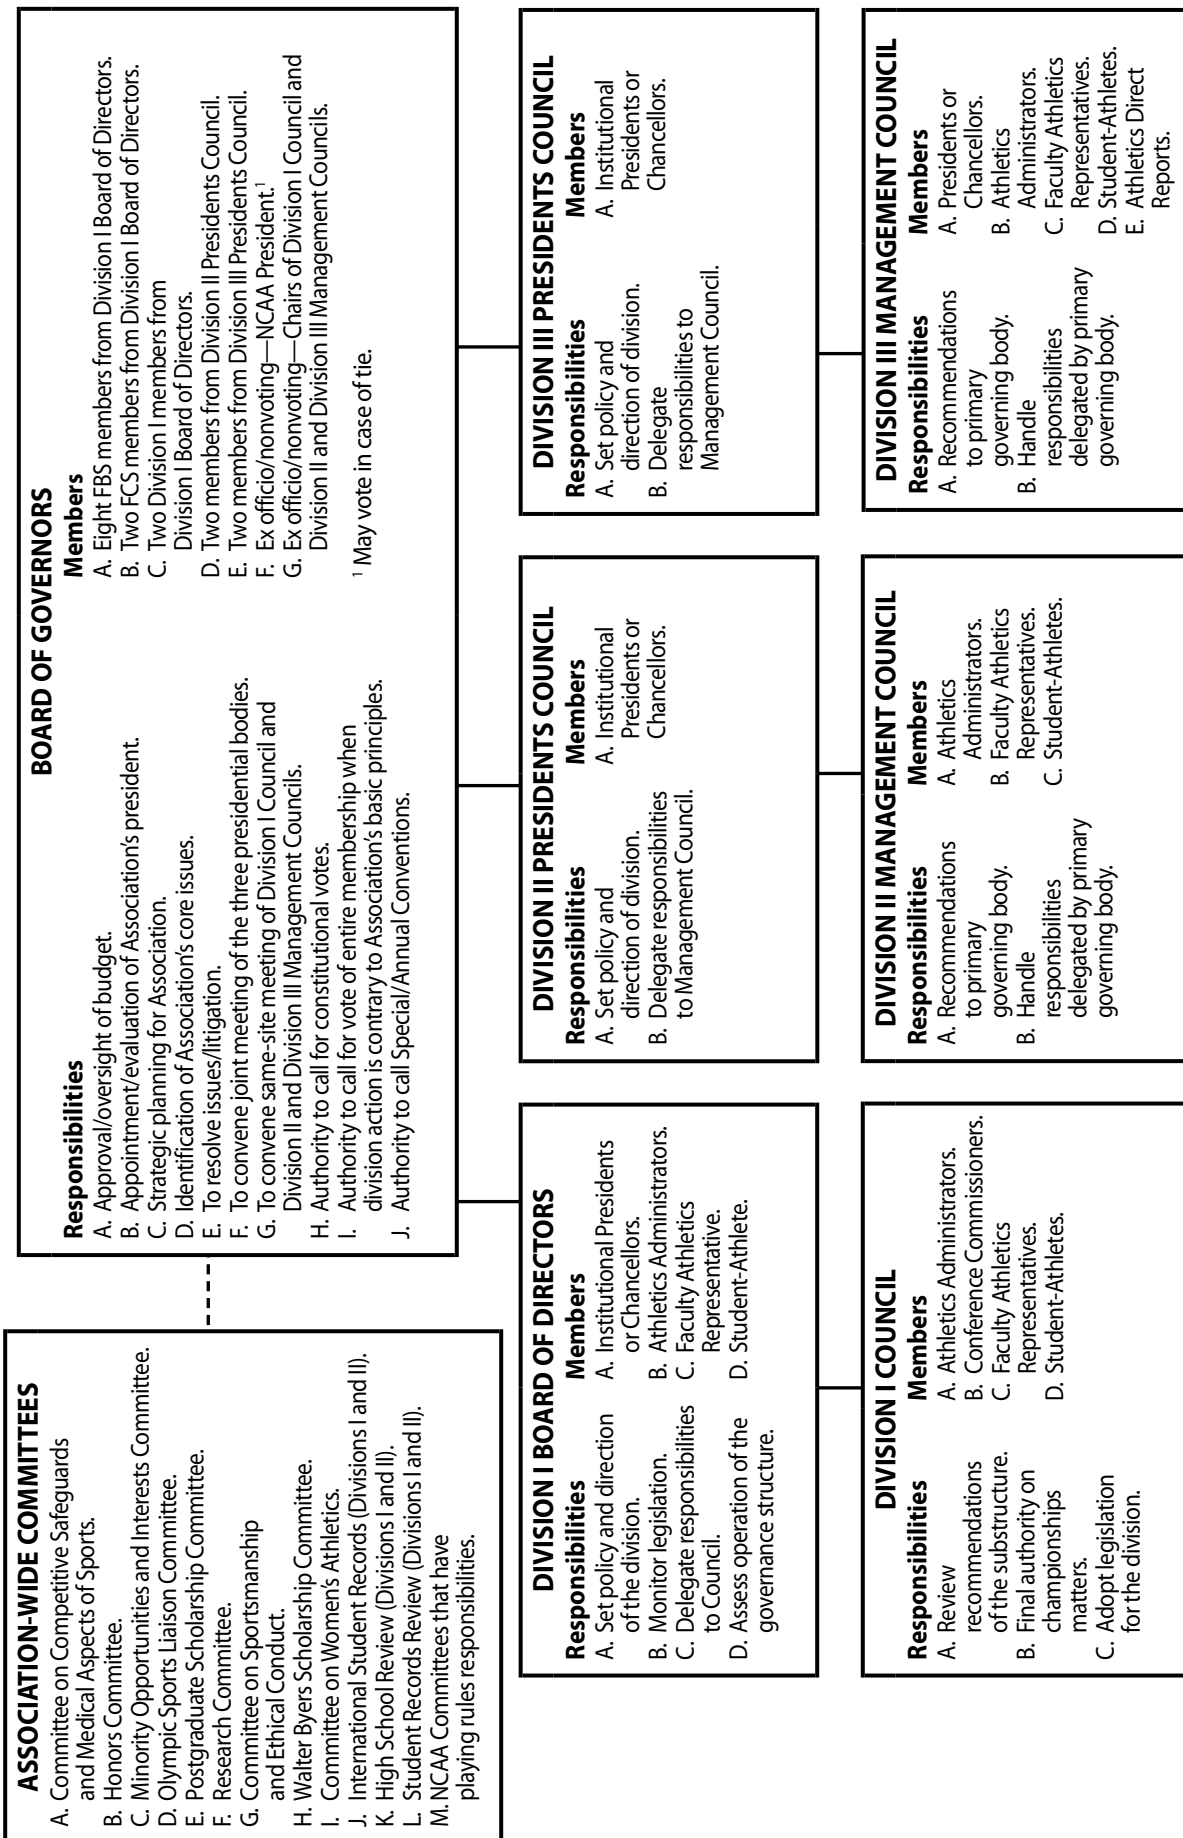 ASSOCIATION-WIDE COMMITTEES
A. Committee on Competitive Safeguards
and Medical Aspects of Sports.
B. Honors Committee.
C. Minority Opportunities and Interests Committee.
D. Olympic Sports Liaison Committee.
E. Postgraduate Scholarship Committee.
F. Research Committee.
G. Committee on Sportsmanship
and Ethical Conduct.
H. Walter Byers Scholarship Committee.
I. Committee on Women's Athletics.
J. International Student Records (Divisions I and II).
K. High School Review (Divisions I and II).
L. Student Records Review (Divisions I and II).
M. NCAA Committees that have
playing rules responsibilities.
BOARD OF GOVERNORS
Responsibilities
A. Approval/oversight of budget.
B. Appointment/evaluation of Association's president.
C. Strategic planning for Association.
D. Identification of Association's core issues.
E. To resolve issues/litigation.
F. To convene joint meeting of the three presidential bodies.
G. To convene same-site meeting of Division I Council and
Division II and Division III Management Councils.
H. Authority to call for constitutional votes.
I. Authority to call for vote of entire membership when
division action is contrary to Association's basic principles.
J. Authority to call Special/Annual Conventions.
Members
A. Eight FBS members from Division I Board of Directors.
B. Two FCS members from Division I Board of Directors.
C. Two Division I members from
Division I Board of Directors.
D. Two members from Division II Presidents Council.
E. Two members from Division III Presidents Council.
F. Ex officio/nonvoting—NCAA President.1
G. Ex officio/nonvoting—Chairs of Division I Council and
Division II and Division III Management Councils.
1 May vote in case of tie.
DIVISION I BOARD OF DIRECTORS
Responsibilities
A. Set policy and direction
of the division.
B. Monitor legislation.
C. Delegate responsibilities
to Council.
D. Assess operation of the
governance structure.
Members
A. Institutional Presidents
or Chancellors.
B. Athletics Administrators.
C. Faculty Athletics
Representative.
D. Student-Athlete.
DIVISION II PRESIDENTS COUNCIL
Responsibilities
A. Set policy and
direction of division.
B. Delegate responsibilities
to Management Council.
Members
A. Institutional
Presidents or
Chancellors.
DIVISION III PRESIDENTS COUNCIL
Responsibilities
A. Set policy and
direction of division.
B. Delegate
responsibilities to
Management Council.
Members
A. Institutional
Presidents or
Chancellors.
DIVISION I COUNCIL
Responsibilities
A. Review
recommendations
of the substructure.
B. Final authority on
championships
matters.
C. Adopt legislation
for the division.
Members
A. Athletics Administrators.
B. Conference Commissioners.
C. Faculty Athletics
Representatives.
D. Student-Athletes.
DIVISION II MANAGEMENT COUNCIL
Responsibilities
A. Recommendations
to primary
governing body.
B. Handle
responsibilities
delegated by primary
governing body.
Members
A. Athletics
Administrators.
B. Faculty Athletics
Representatives.
C. Student-Athletes.
DIVISION III MANAGEMENT COUNCIL
Responsibilities
A. Recommendations
to primary
governing body.
B. Handle
responsibilities
delegated by primary
governing body.
Members
A. Presidents or
Chancellors.
B. Athletics
Administrators.
C. Faculty Athletics
Representatives.
D. Student-Athletes.
E. Athletics Direct
Reports.